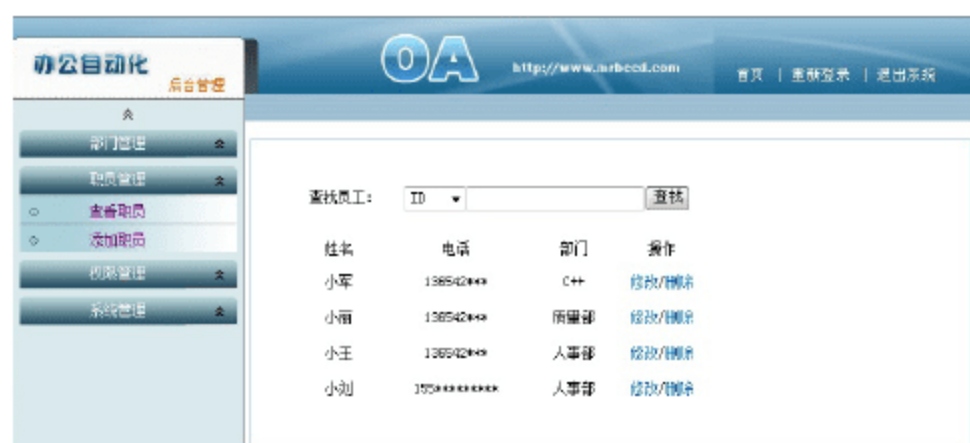 办公自动化
后台管理
OA
http://www.mrbccd.com
首页 | 重新登录 | 退出系统
部门管理
职员管理
查看职员
添加职员
权限管理
系统管理
查找员工: ID 查找
姓名 电话 部门 操作
小军 136542*** C++ 修改/删除
小丽 136542*** 质量部 修改/删除
小王 136542*** 人事部 修改/删除
小刘 155********* 人事部 修改/删除